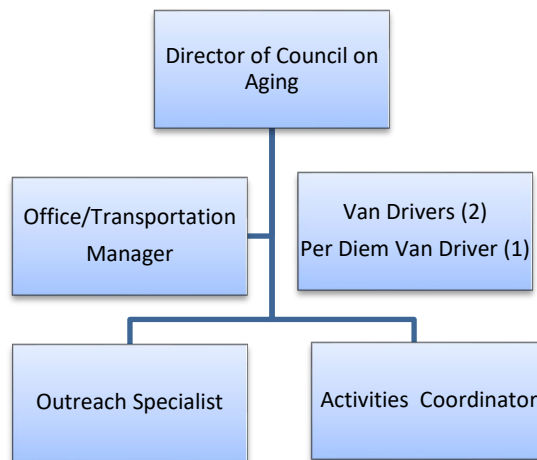 Director of Council on
Aging
Office/Transportation
Manager
Van Drivers (2)
Per Diem Van Driver (1)
Outreach Specialist
Activities Coordinator